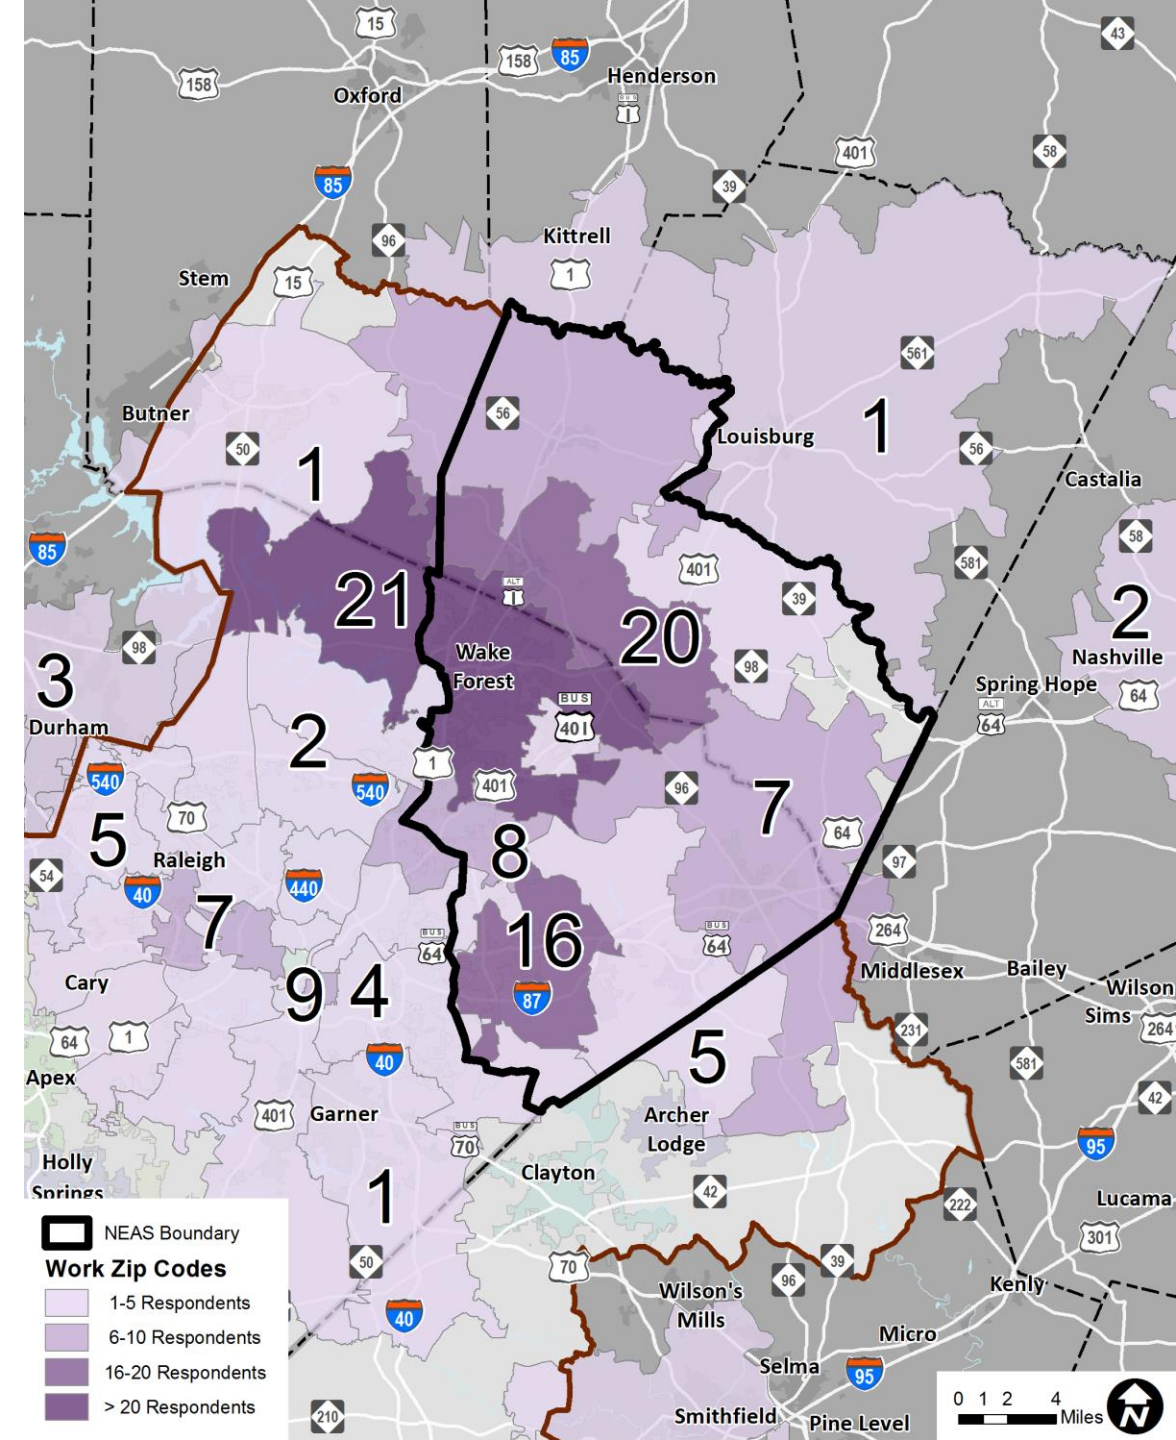 15
43
158
158
85
Henderson
Oxford
BUS
1
401
58
85
39
96
Kittrell
Stem
15
1
561
56
1
Butner
Louisburg
50
56
1
Castalia
58
85
581
401
21
ALT
1
39
2
20
98
Wake
Forest
98
Nashville
3
Spring Hope
64
ALT
64
Durham
BUS
401
2
1
540
540
401
96
7
70
64
5
8
Raleigh
97
54
40
440
7
16
BUS
64
BUS
64
264
Middlesex
Bailey
Cary
9
4
87
Wilson
Sims
264
64
1
231
40
5
581
Apex
42
401
Garner
Archer
Lodge
BUS
70
95
Holly
Springs
Clayton
42
1
222
Lucama
301
NEAS Boundary
Work Zip Codes
1-5 Respondents
6-10 Respondents
16-20 Respondents
> 20 Respondents
50
70
39
96
Kenly
Wilson's
Mills
40
Micro
Selma
95
210
Smithfield
Pine Level
0 1 2 4
Miles
N